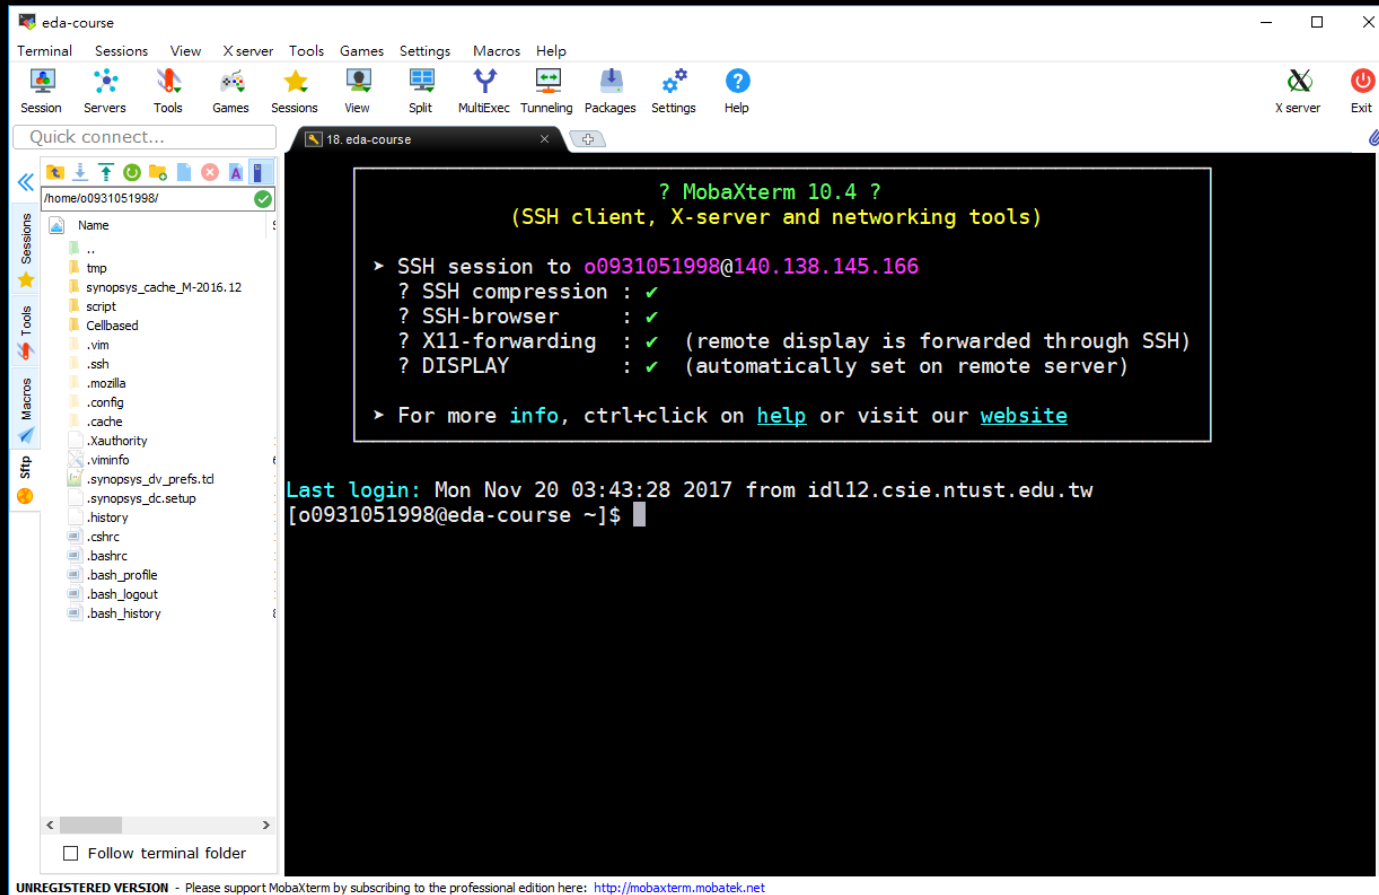 eda-course
Terminal Sessions View X server Tools Games Settings Macros Help
Session Servers Tools Games Sessions View Split MultiExec Tunneling Packages Settings Help X server Exit
Quick connect...
18. eda-course
/home/o0931051998/
Name
..
tmp
synopsys_cache_M-2016.12
script
Cellbased
.vim
.ssh
.mozilla
.config
.cache
.Xauthority
.viminfo
.synopsys_dv_prefs.tcl
.synopsys_dc.setup
.history
.cshrc
.bashrc
.bash_profile
.bash_logout
.bash_history
Sessions
Tools
Macros
Sftp
Follow terminal folder
? MobaXterm 10.4 ?
(SSH client, X-server and networking tools)
➤ SSH session to o0931051998@140.138.145.166
? SSH compression : ✔
? SSH-browser : ✔
? X11-forwarding : ✔ (remote display is forwarded through SSH)
? DISPLAY : ✔ (automatically set on remote server)
➤ For more info, ctrl+click on help or visit our website
Last login: Mon Nov 20 03:43:28 2017 from idl12.csie.ntust.edu.tw
[o0931051998@eda-course ~]$
UNREGISTERED VERSION - Please support MobaXterm by subscribing to the professional edition here: http://mobaxterm.mobatek.net